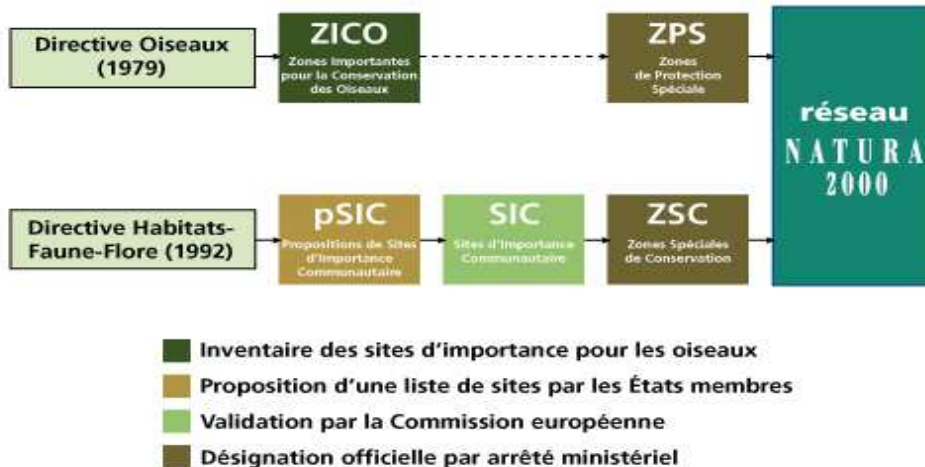 Directive Oiseaux
(1979)
ZICO
Zones Importantes
pour la Conservation
des Oiseaux
ZPS
Zones
de Protection
Spéciale
réseau
NATURA
2000
Directive Habitats-
Faune-Flore (1992)
pSIC
Propositions de Sites
d'Importance
Communautaire
SIC
Sites d'Importance
Communautaire
ZSC
Zones Spéciales
de Conservation
Inventaire des sites d'importance pour les oiseaux
Proposition d'une liste de sites par les États membres
Validation par la Commission européenne
Désignation officielle par arrêté ministériel